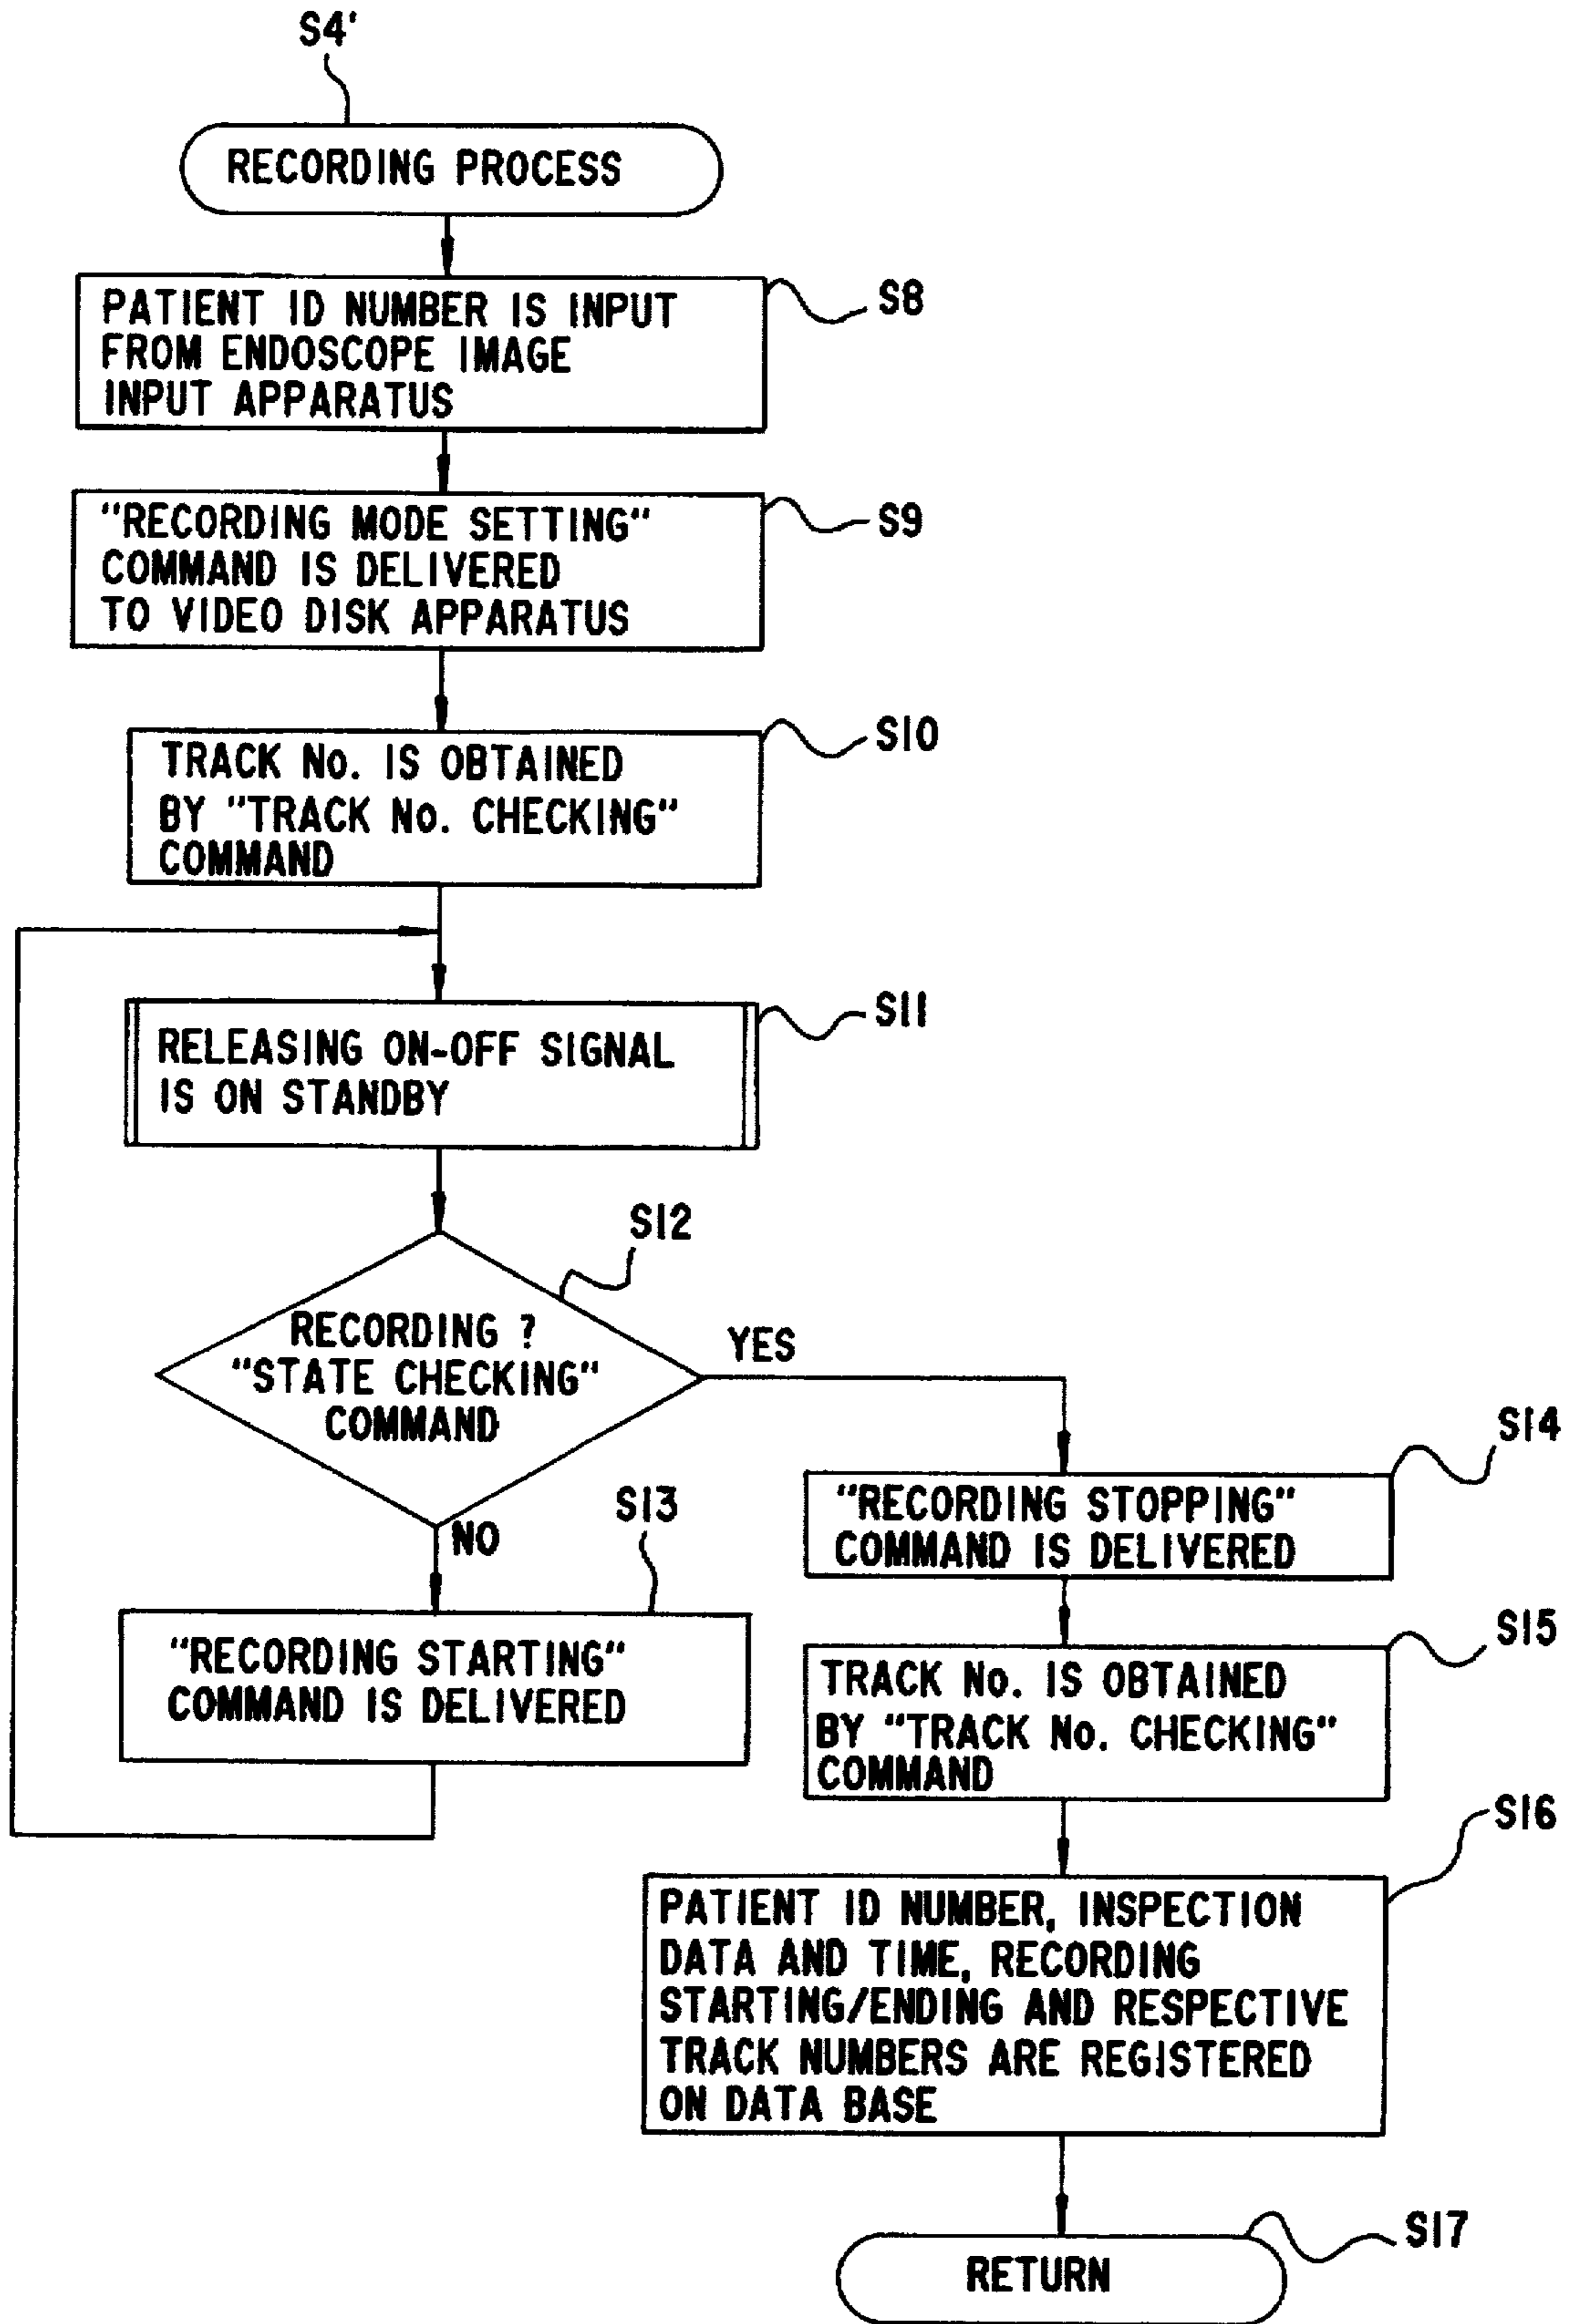 S4'
RECORDING PROCESS
PATIENT ID NUMBER IS INPUT
FROM ENDOSCOPE IMAGE
INPUT APPARATUS
S8
"RECORDING MODE SETTING"
COMMAND IS DELIVERED
TO VIDEO DISK APPARATUS
S9
TRACK No. IS OBTAINED
BY "TRACK No. CHECKING"
COMMAND
S10
RELEASING ON-OFF SIGNAL
IS ON STANDBY
S11
S12
RECORDING ?
"STATE CHECKING"
COMMAND
YES
NO
S13
"RECORDING STARTING"
COMMAND IS DELIVERED
S14
"RECORDING STOPPING"
COMMAND IS DELIVERED
S15
TRACK No. IS OBTAINED
BY "TRACK No. CHECKING"
COMMAND
S16
PATIENT ID NUMBER, INSPECTION
DATA AND TIME, RECORDING
STARTING/ENDING AND RESPECTIVE
TRACK NUMBERS ARE REGISTERED
ON DATA BASE
S17
RETURN